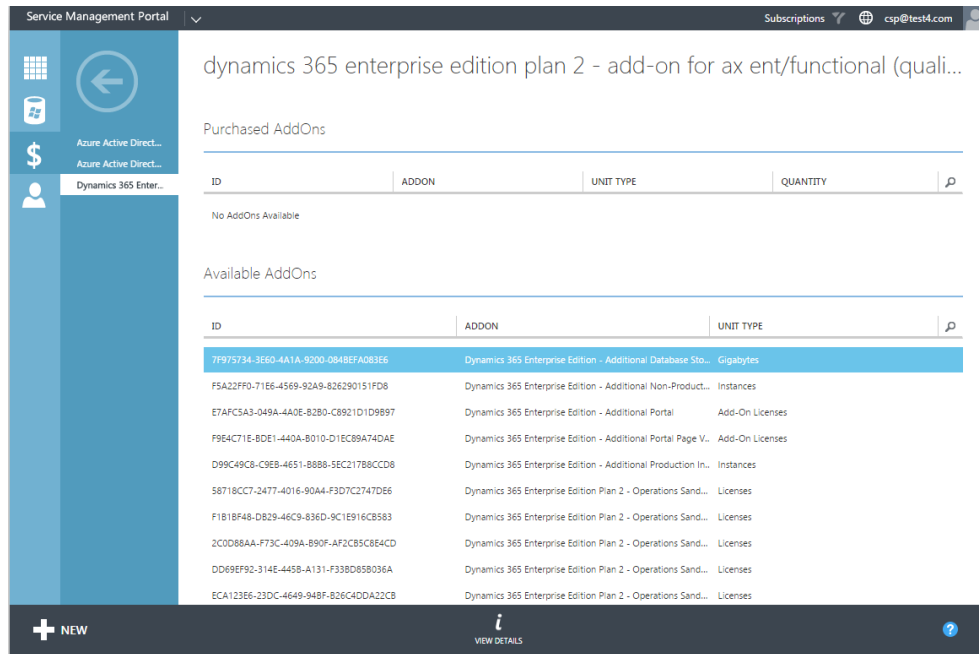 Service Management Portal
Subscriptions csp@test4.com
dynamics 365 enterprise edition plan 2 - add-on for ax ent/functional (quali...
Azure Active Direct...
Azure Active Direct...
Dynamics 365 Enter...
Purchased AddOns
ID ADDON UNIT TYPE QUANTITY
No AddOns Available
Available AddOns
ID ADDON UNIT TYPE
7F975734-3E60-4A1A-9200-084BEFA083E6 Dynamics 365 Enterprise Edition - Additional Database Sto... Gigabytes
F5A22FF0-71E6-4569-92A9-826290151FD8 Dynamics 365 Enterprise Edition - Additional Non-Product... Instances
E7AFC5A3-049A-4A0E-B2B0-C8921D1D9B97 Dynamics 365 Enterprise Edition - Additional Portal Add-On Licenses
F9E4C71E-BDE1-440A-B010-D1EC89A74DAE Dynamics 365 Enterprise Edition - Additional Portal Page V... Add-On Licenses
D99C49C8-C9EB-4651-B8B8-5EC217B8CCD8 Dynamics 365 Enterprise Edition - Additional Production In... Instances
58718CC7-2477-4016-90A4-F3D7C2747DE6 Dynamics 365 Enterprise Edition Plan 2 - Operations Sand... Licenses
F1B1BF48-DB29-46C9-836D-9C1E916CB583 Dynamics 365 Enterprise Edition Plan 2 - Operations Sand... Licenses
2C0D88AA-F73C-409A-B90F-AF2CB5C8E4CD Dynamics 365 Enterprise Edition Plan 2 - Operations Sand... Licenses
DD69EF92-314E-445B-A131-F33BD85B036A Dynamics 365 Enterprise Edition Plan 2 - Operations Sand... Licenses
ECA123E6-23DC-4649-94BF-B26C4DDA22CB Dynamics 365 Enterprise Edition Plan 2 - Operations Sand... Licenses
NEW
VIEW DETAILS